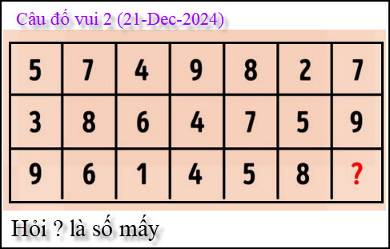 Câu đố vui 2 (21-Dec-2024)
5 7 4 9 8 2 7
3 8 6 4 7 5 9
9 6 1 4 5 8 ?
Hỏi ? là số mấy